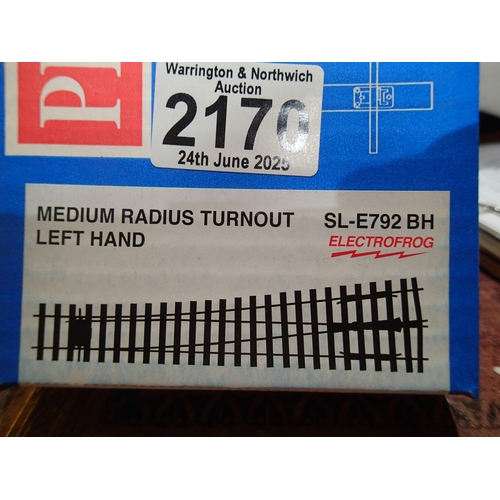 Warrington & Northwich
Auction
2170
24th June 2025
MEDIUM RADIUS TURNOUT
LEFT HAND
SL-E792 BH
ELECTROFROG